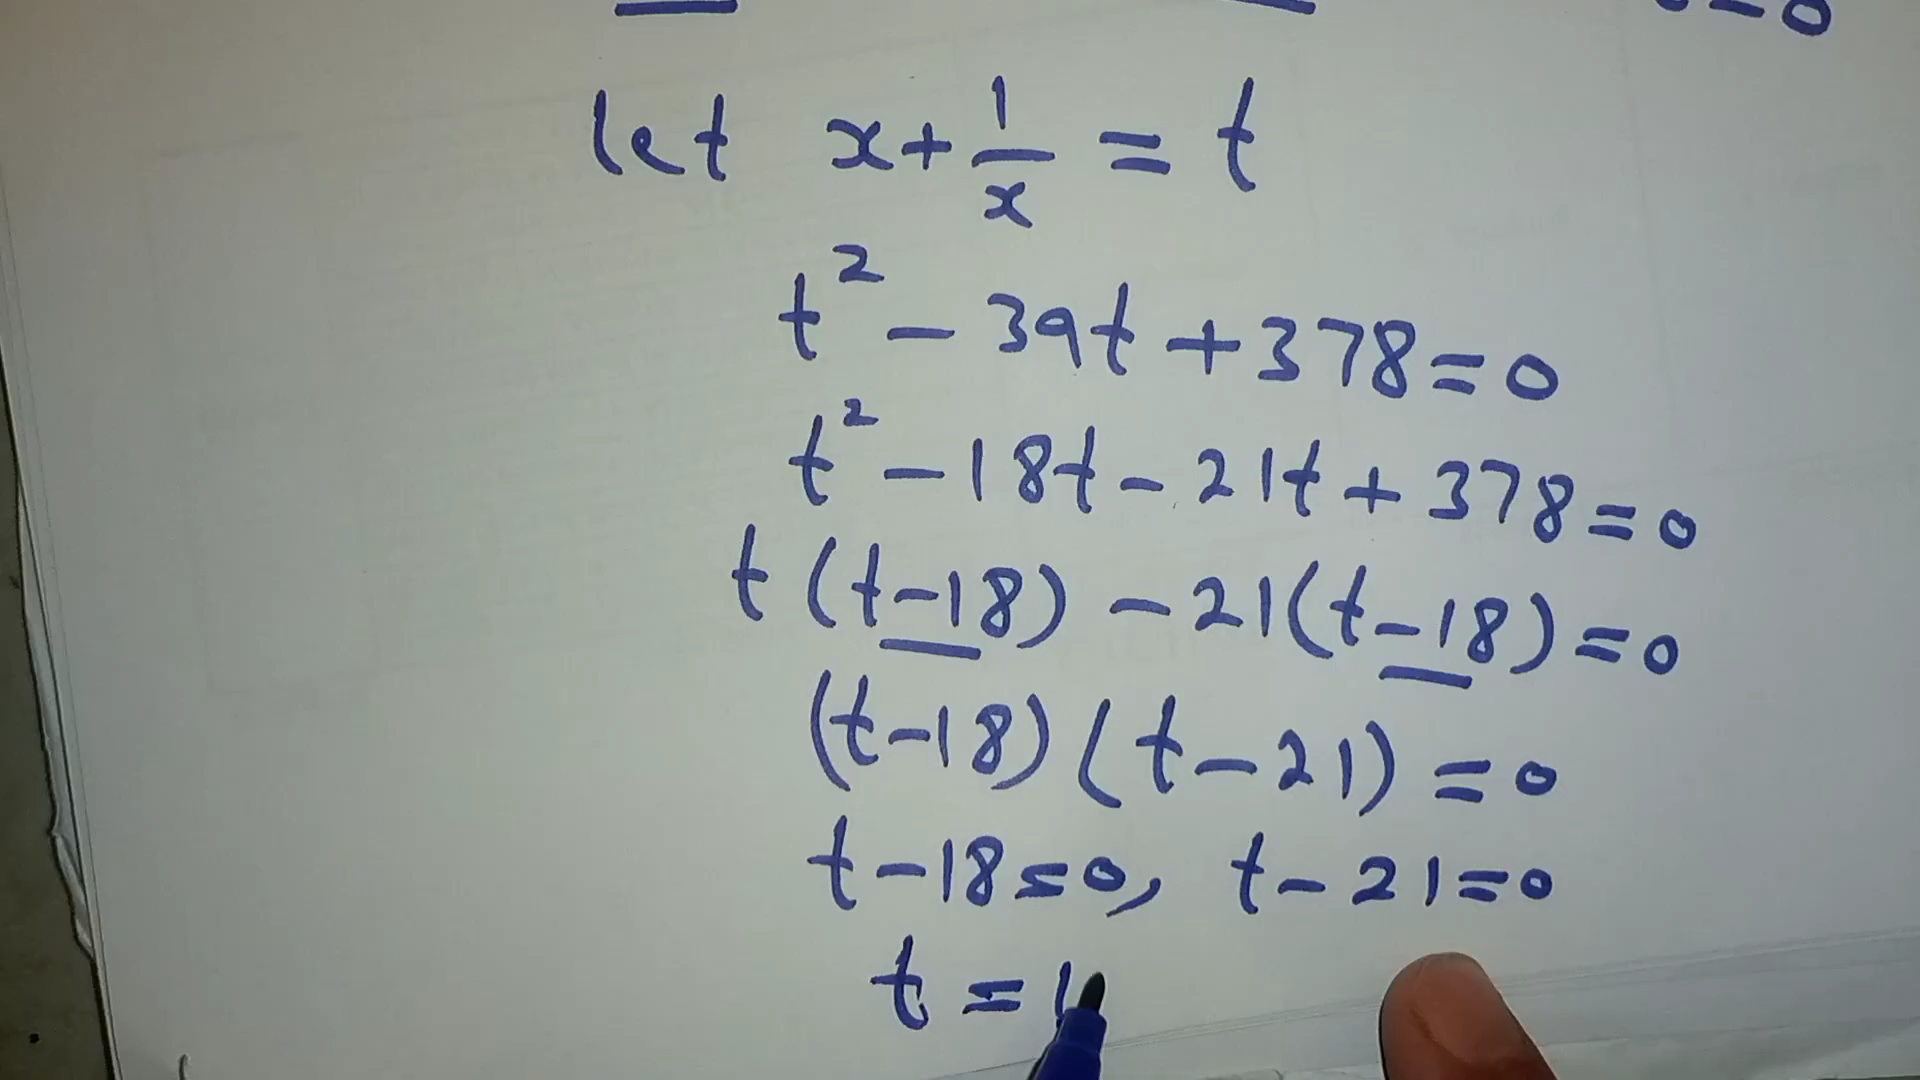 =0
let x+1/x = t
t² - 39t + 378 = 0
t² - 18t - 21t + 378 = 0
t(t-18) - 21(t-18) = 0
(t-18)(t-21) = 0
t-18=0, t-21=0
t = 1